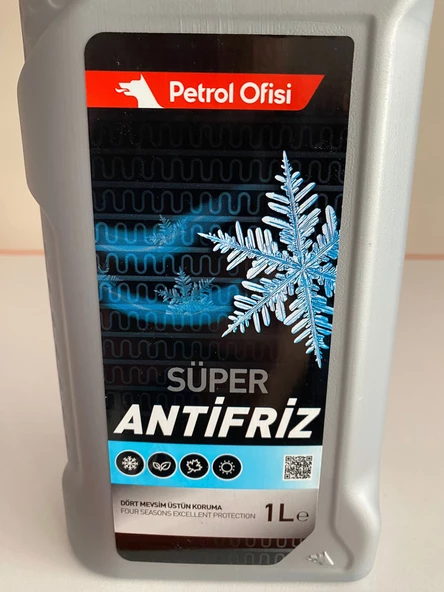 Petrol Ofisi
SÜPER
ANTİFRİZ
DÖRT MEVSİM ÜSTÜN KORUMA
FOUR SEASONS EXCELLENT PROTECTION
1L e